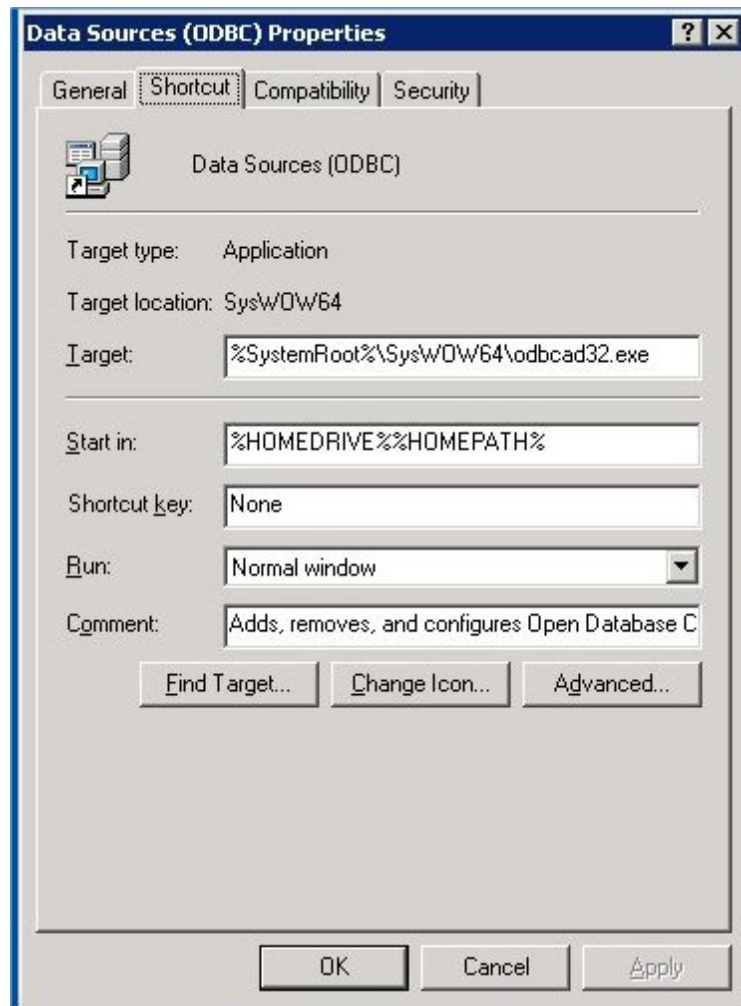 Data Sources (ODBC) Properties
General Shortcut Compatibility Security
Data Sources (ODBC)
Target type: Application
Target location: SysWOW64
Target: %SystemRoot%\SysWOW64\odbcad32.exe
Start in: %HOMEDRIVE%%HOMEPATH%
Shortcut key: None
Run: Normal window
Comment: Adds, removes, and configures Open Database C
Find Target... Change Icon... Advanced...
OK Cancel Apply